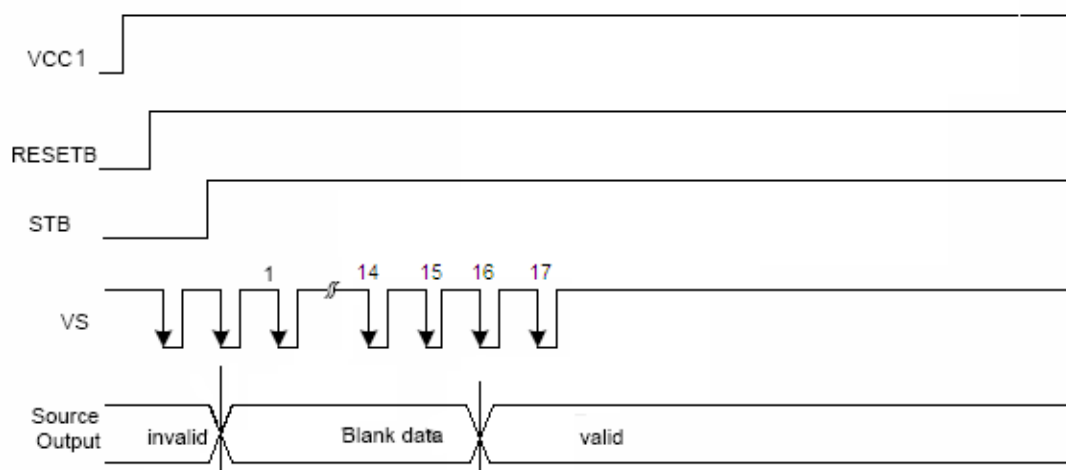 VCC1
RESETB
STB
1 14 15 16 17
VS
Source
Output
invalid Blank data valid